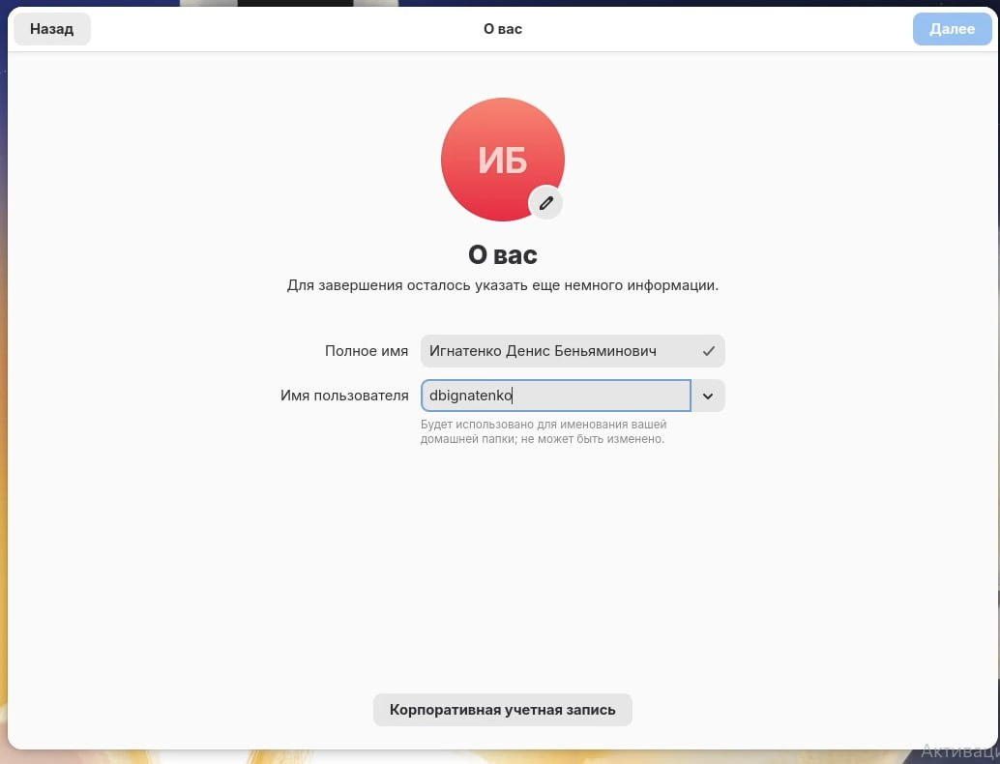 Назад
О вас
Далее
ИБ
О вас
Для завершения осталось указать еще немного информации.
Полное имя
Игнатенко Денис Беньяминович
Имя пользователя
dbignatenko
Будет использовано для именования вашей
домашней папки; не может быть изменено.
Корпоративная учетная запись
Активаци